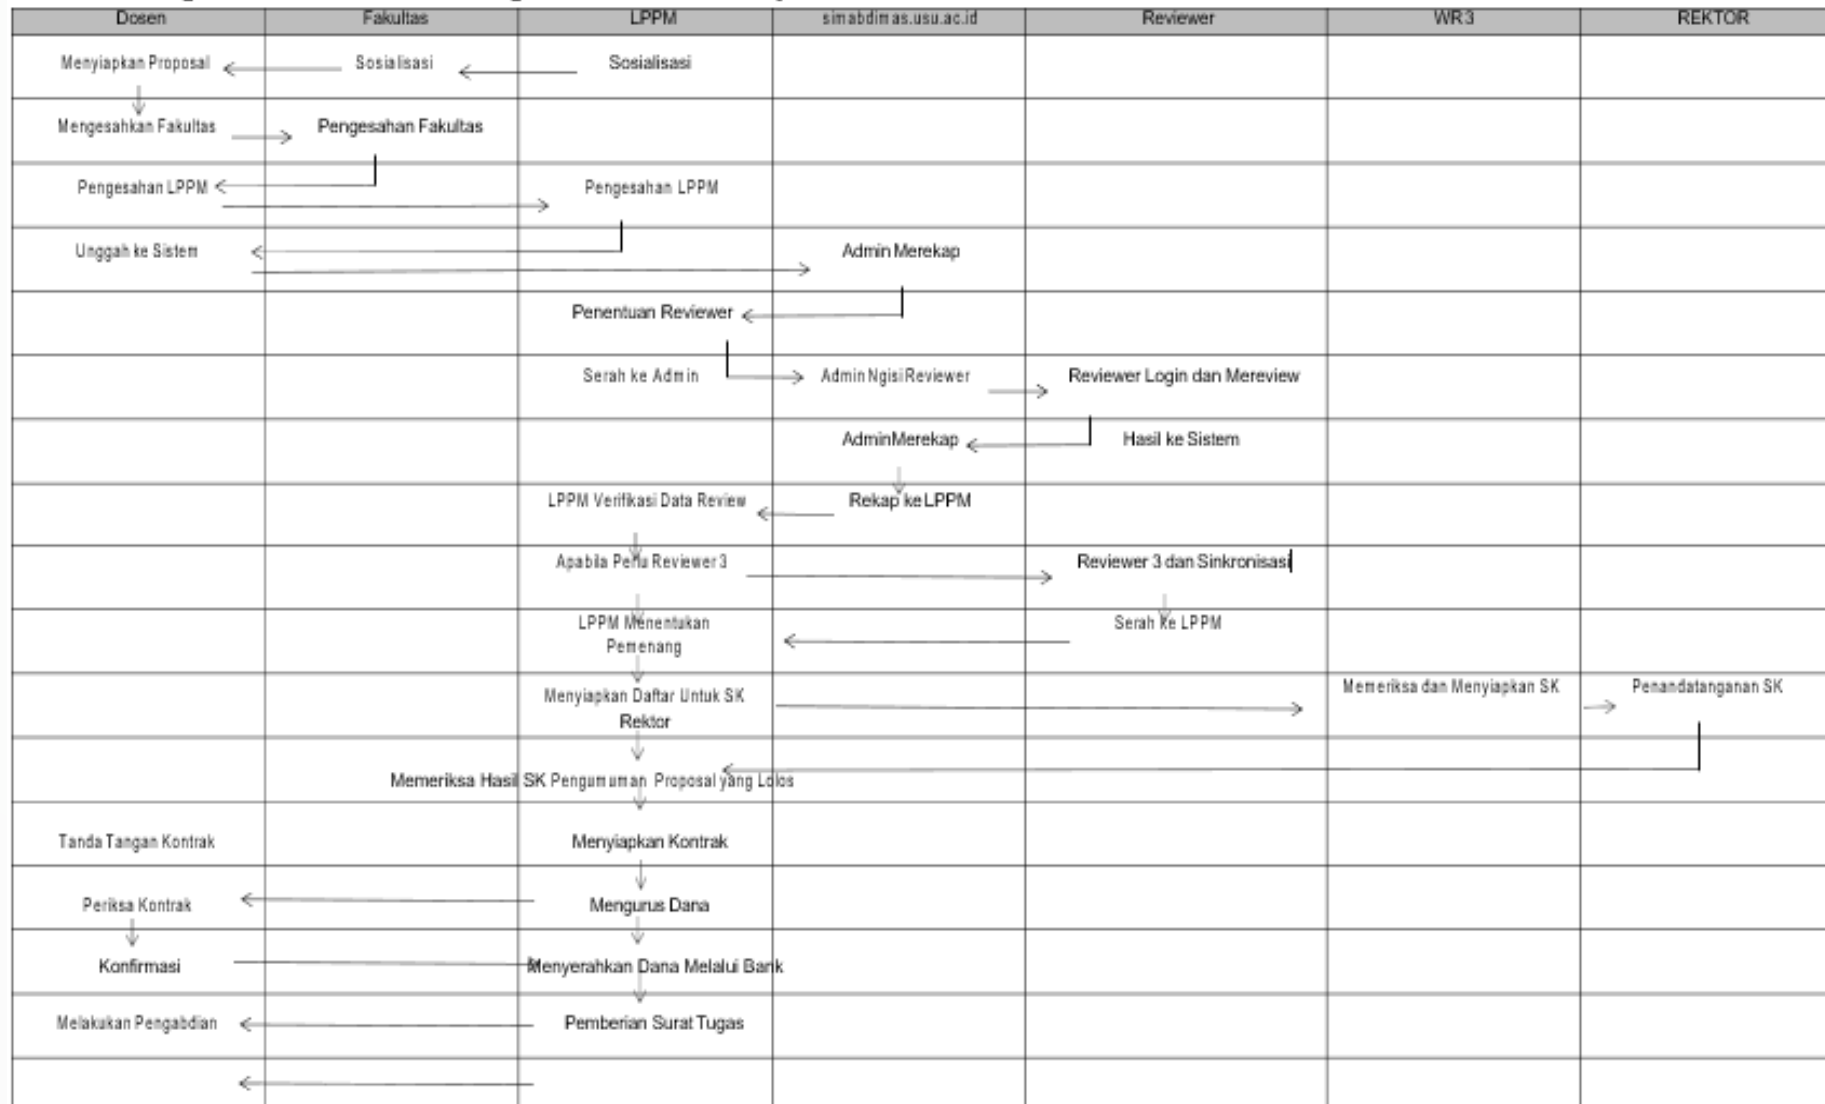 Dosen Fakultas LPPM simabdimas.usu.ac.id Reviewer WR3 REKTOR
Menyiapkan Proposal Sosialisasi Sosialisasi
Mengesahkan Fakultas Pengesahan Fakultas
Pengesahan LPPM Pengesahan LPPM
Unggah ke Sistem Admin Merekap
Penentuan Reviewer
Serah ke Admin Admin Ngisi Reviewer Reviewer Login dan Mereview
AdminMerekap Hasil ke Sistem
LPPM Verifikasi Data Review Rekap ke LPPM
Apabila Perlu Reviewer 3 Reviewer 3 dan Sinkronisasi
LPPM Menentukan
Pemenang
Serah ke LPPM
Menyiapkan Daftar Untuk SK
Rektor
Memeriksa dan Menyiapkan SK Penandatanganan SK
Memeriksa Hasil SK Pengumuman Proposal yang Lolos
Tanda Tangan Kontrak Menyiapkan Kontrak
Periksa Kontrak Mengurus Dana
Konfirmasi Menyerahkan Dana Melalui Bank
Melakukan Pengabdian Pemberian Surat Tugas